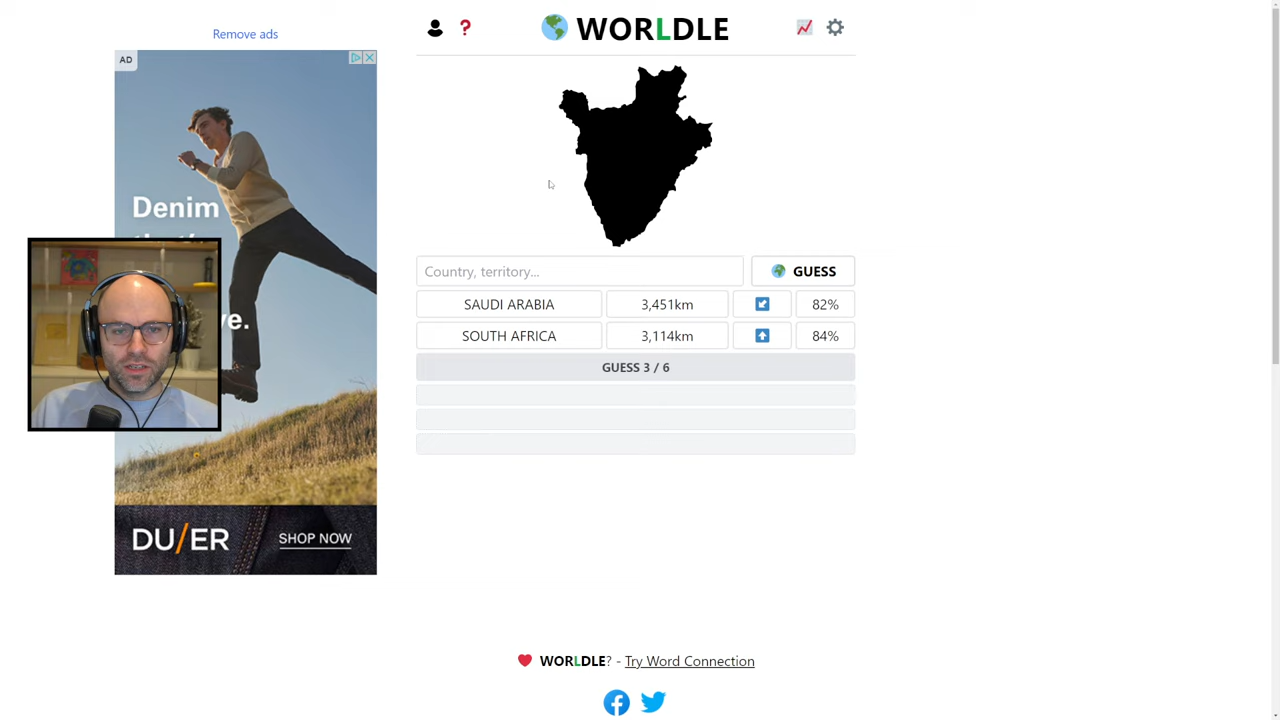 Remove ads
WORLDLE
AD
Denim
ve.
DU/ER
SHOP NOW
Country, territory...
GUESS
SAUDI ARABIA 3,451km 82%
SOUTH AFRICA 3,114km 84%
GUESS 3 / 6
WORLDLE? - Try Word Connection